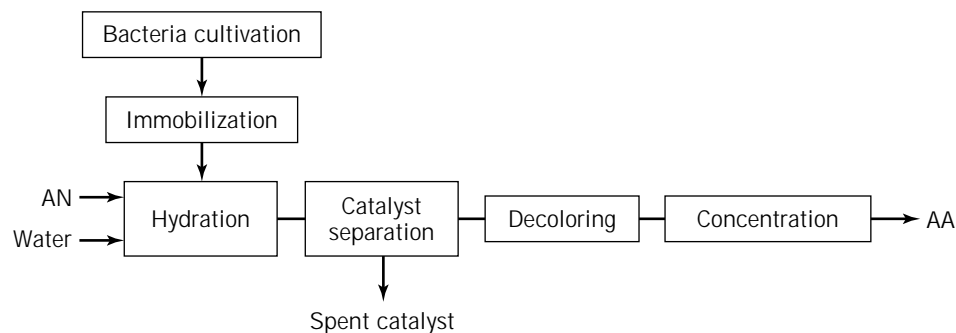 Bacteria cultivation
Immobilization
AN
Water
Hydration
Catalyst
separation
Decoloring
Concentration
AA
Spent catalyst